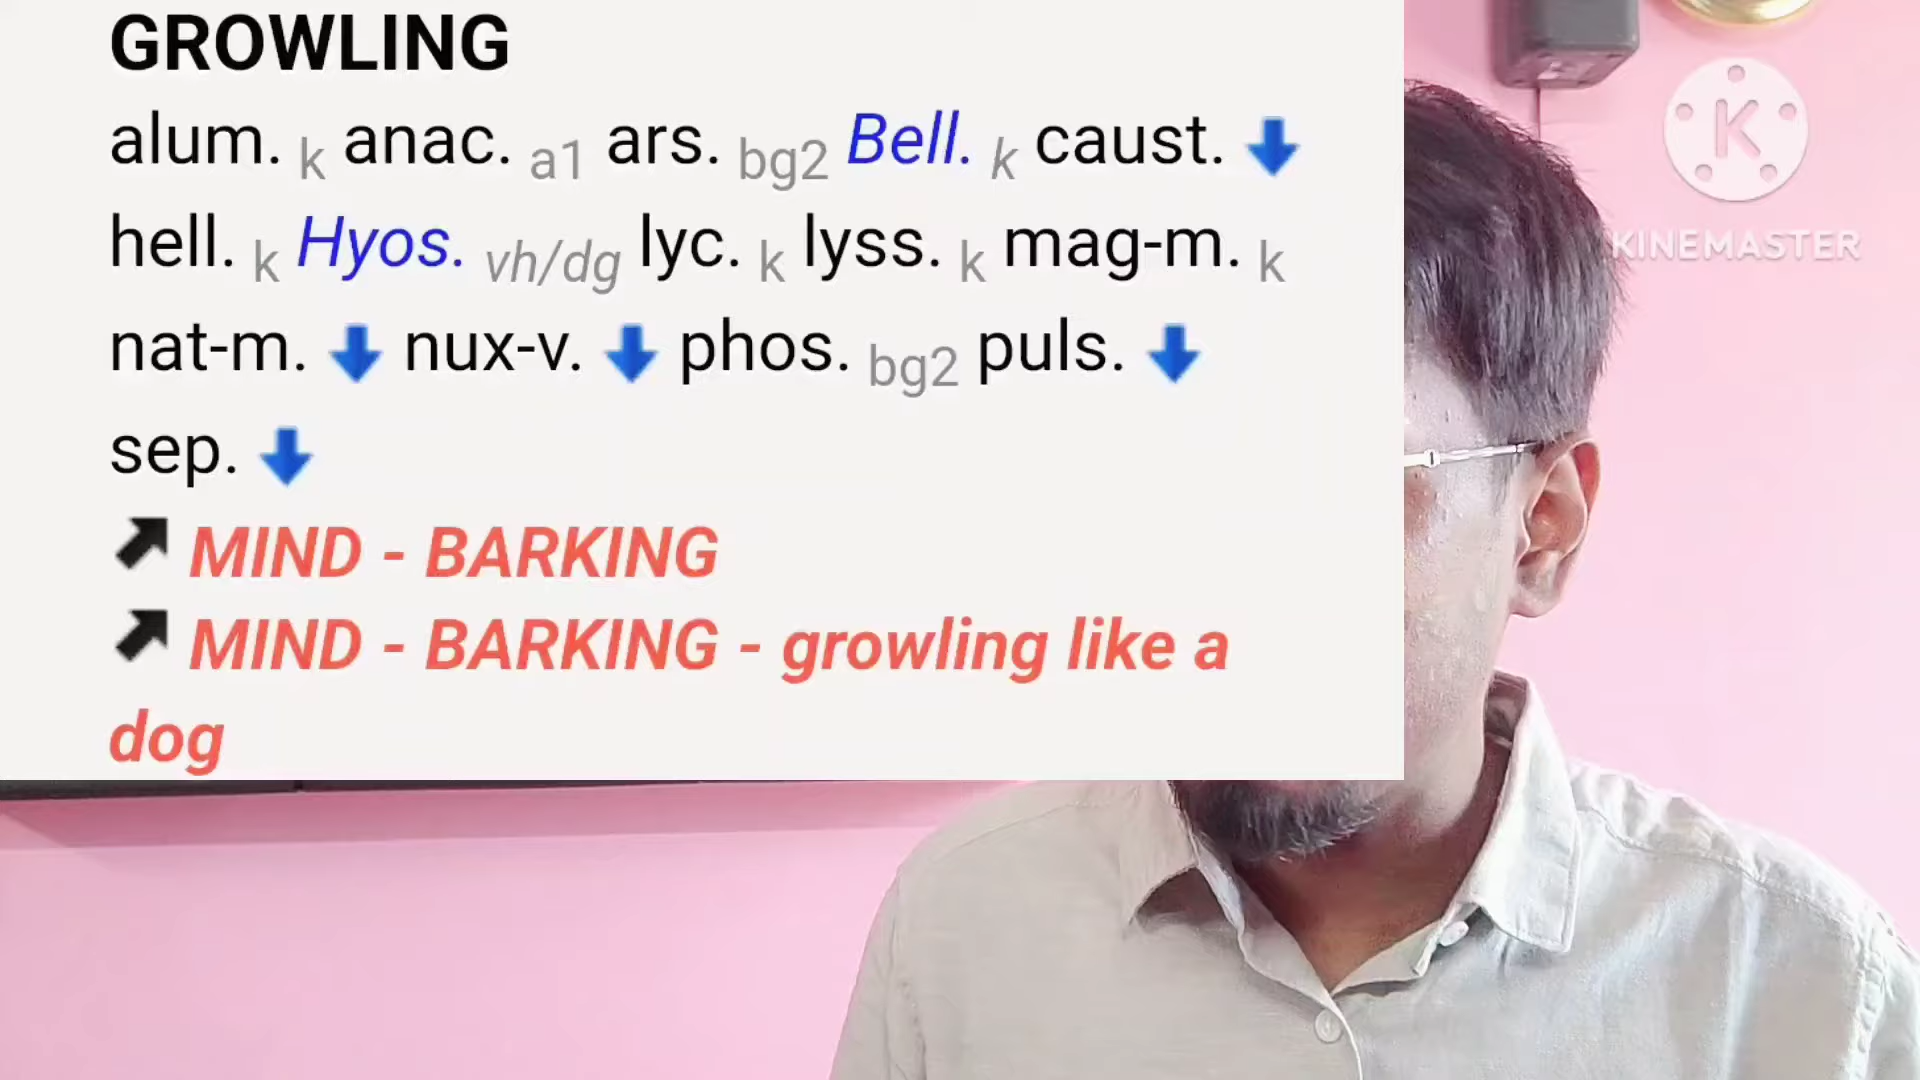 GROWLING
alum. k anac. a1 ars. bg2 Bell. k caust.
hell. k Hyos. vh/dg lyc. k lyss. k mag-m. k
nat-m. nux-v. phos. bg2 puls.
sep.
MIND - BARKING
MIND - BARKING - growling like a
dog
K
KINEMASTER